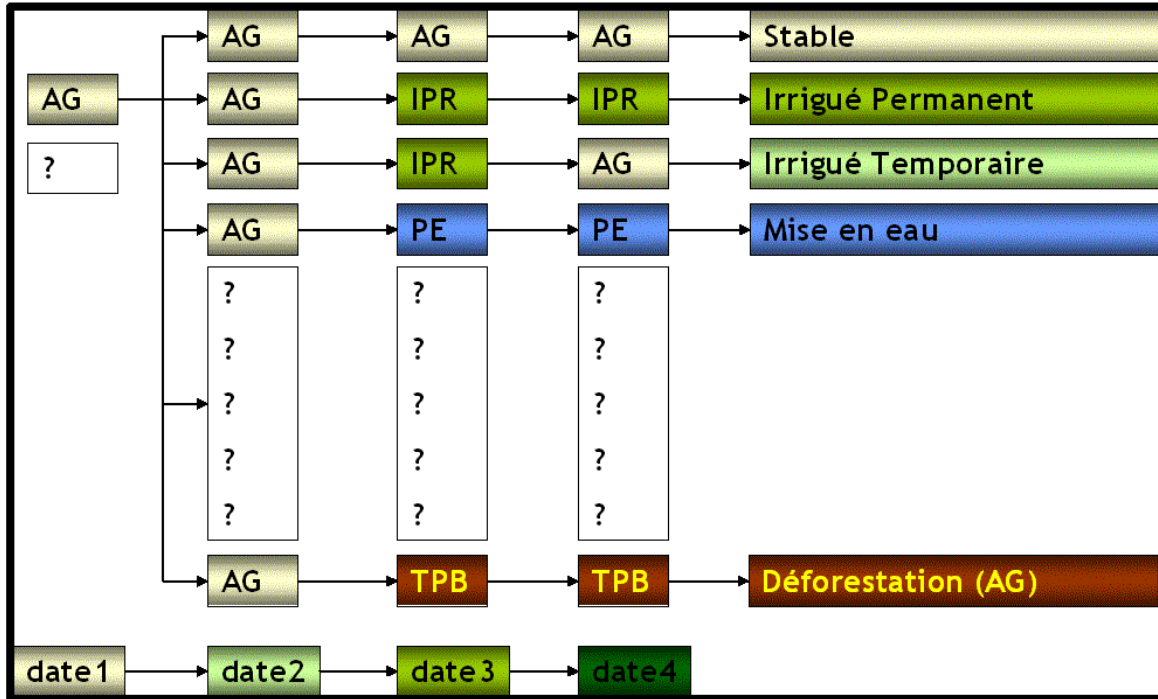 AG AG AG Stable
AG AG IPR IPR Irrigué Permanent
? AG IPR AG Irrigué Temporaire
AG PE PE Mise en eau
? ? ?
? ? ?
? ? ?
? ? ?
? ? ?
AG TPB TPB Déforestation (AG)
date1 date2 date3 date4